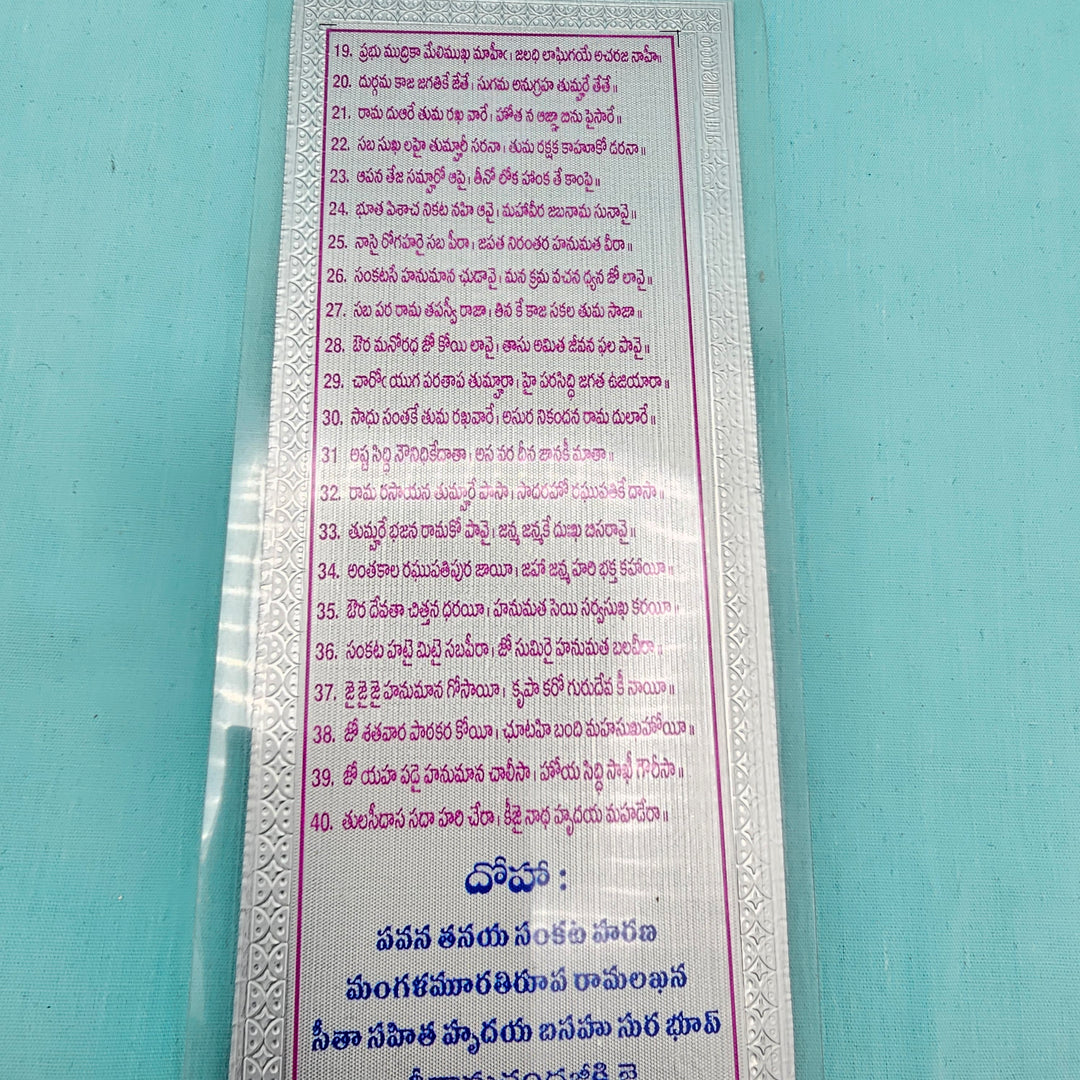 19. ప్రభు ముద్రికా మేలిముఖ మాహీఁ। జలధి లాఘిగయే అచరజ నాహీ॥
20. దుర్గమ కాజ జగతికే జేతే। సుగమ అనుగ్రహ తుమ్హరే తేతే॥
21. రామ దుఆరే తుమ రఖ వారే। హోత న ఆజ్ఞా బిను పైసారే॥
22. సబ సుఖ లహై తుమ్హారీ సరనా। తుమ రక్షక కాహూకో డరనా॥
23. ఆపన తేజ సమ్హారో ఆపై। తీనో లోక హాంక తే కాంపై॥
24. భూత పిశాచ నికట నహి ఆవై। మహావీర జబనామ సునావై॥
25. నాసై రోగహరై సబ పీరా। జపత నిరంతర హనుమత వీరా॥
26. సంకటసే హనుమాన ఛుడావై। మన క్రమ వచన ధ్యన జో లావై॥
27. సబ పర రామ తపస్వీ రాజా। తిన కే కాజ సకల తుమ సాజా॥
28. ఔర మనోరధ జో కోయి లావై। తాసు అమిత జీవన ఫల పావై॥
29. చారోఁ యుగ పరతాప తుమ్హారా। హై పరసిద్ధి జగత ఉజియారా॥
30. సాదు సంతకే తుమ రఖవారే। అసుర నికందన రామ దులారే॥
31 అష్ట సిద్ధి నౌనిధికేదాతా। అస వర దీన జానకీ మాతా॥
32. రామ రసాయన తుమ్హారే పాసా। సాదరహో రఘుపతికే దాసా॥
33. తుమ్హరే భజన రామకో పావై। జన్మ జన్మకే దుఃఖ బిసరావై॥
34. అంతకాల రఘుపతిపుర జాయీ। జహా జన్మ హరి భక్త కహాయీ॥
35. ఔర దేవతా చిత్తన ధరయీ। హనుమత సెయి సర్వసుఖ కరయీ॥
36. సంకట హటై మిటై సబపీరా। జో సుమిరై హనుమత బలవీరా॥
37. జై జై జై హనుమాన గోసాయీ। కృపా కరో గురుదేవ కీ నాయీ॥
38. జో శతవార పాఠకర కోయీ। ఛూటహి బంది మహసుఖహోయీ॥
39. జో యహ పడై హనుమాన చాలీసా। హోయ సిద్ధి సాఖీ గౌరీసా॥
40. తులసీదాస సదా హరి చేరా। కీజై నాథ హృదయ మహాడేరా॥
దోహా :
పవన తనయ సంకట హరణ
మంగళమూరతిరూప రామలఖన
సీతా సహిత హృదయ బసహు సుర భూప్